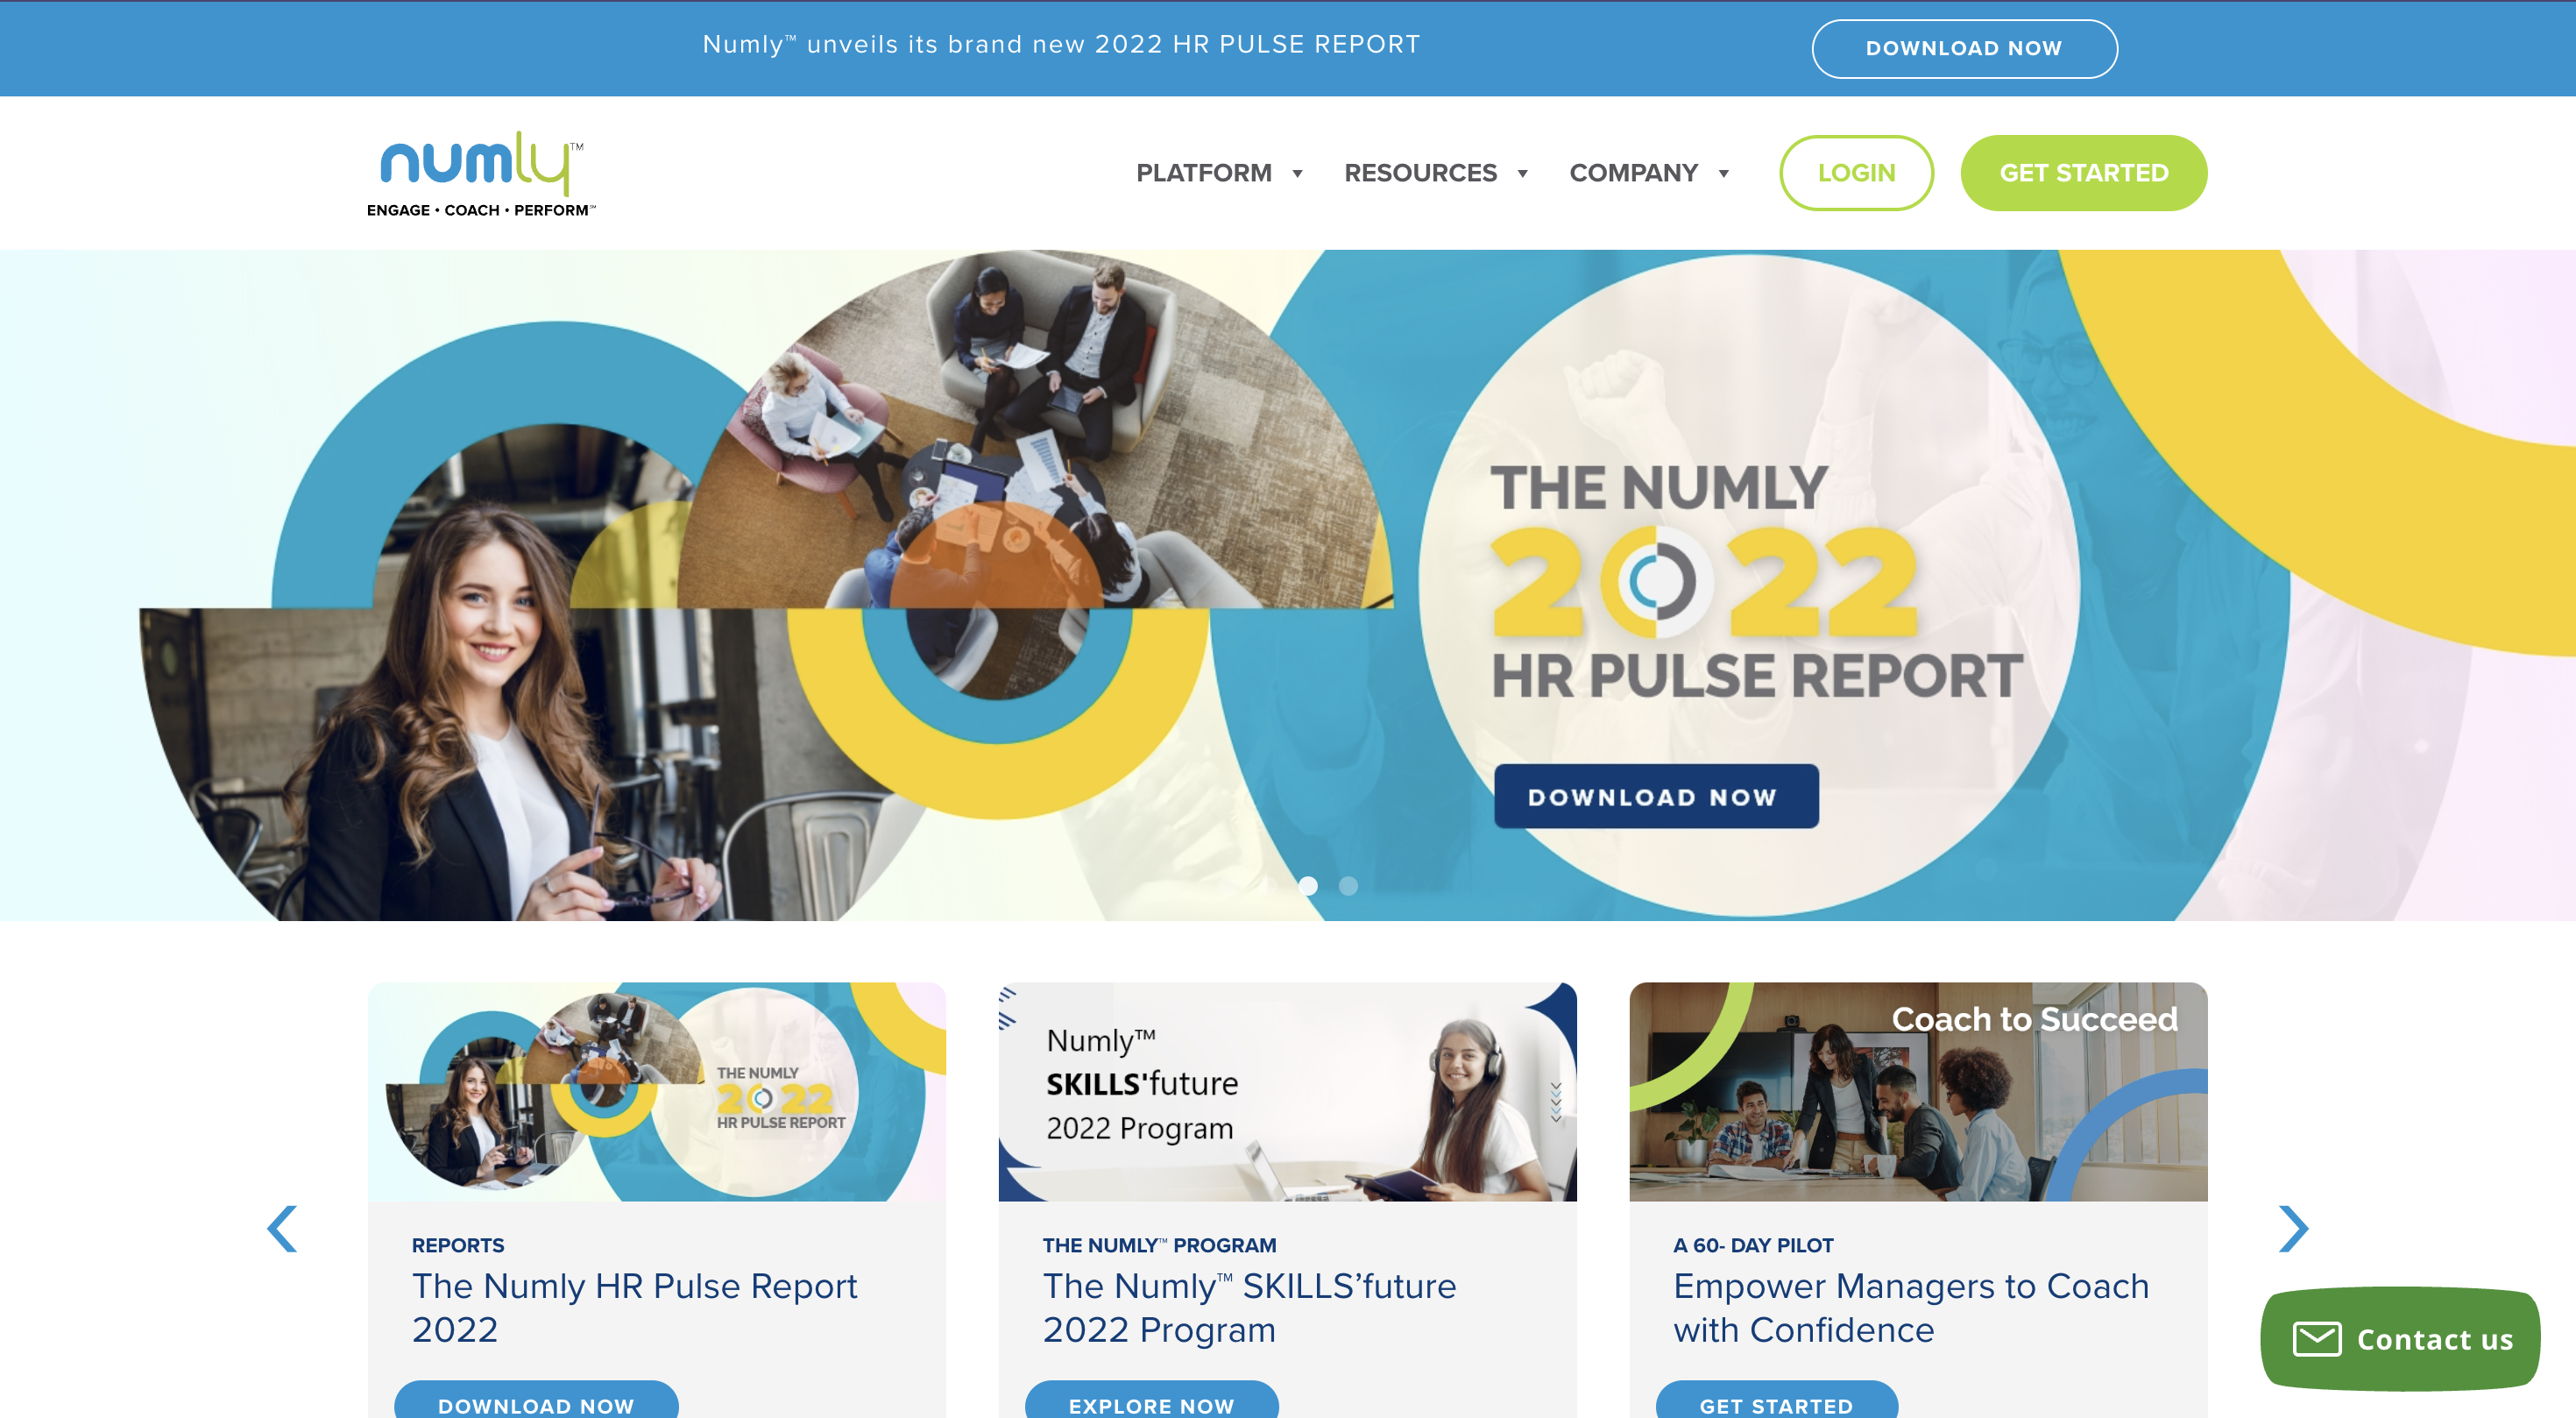 Numly™ unveils its brand new 2022 HR PULSE REPORT
DOWNLOAD NOW
numly™
ENGAGE • COACH • PERFORM℠
PLATFORM
RESOURCES
COMPANY
LOGIN
GET STARTED
THE NUMLY
2022
HR PULSE REPORT
DOWNLOAD NOW
THE NUMLY
2022
HR PULSE REPORT
REPORTS
The Numly HR Pulse Report
2022
DOWNLOAD NOW
Numly™
SKILLS'future
2022 Program
THE NUMLY™ PROGRAM
The Numly™ SKILLS’future
2022 Program
EXPLORE NOW
Coach to Succeed
A 60- DAY PILOT
Empower Managers to Coach
with Confidence
GET STARTED
Contact us